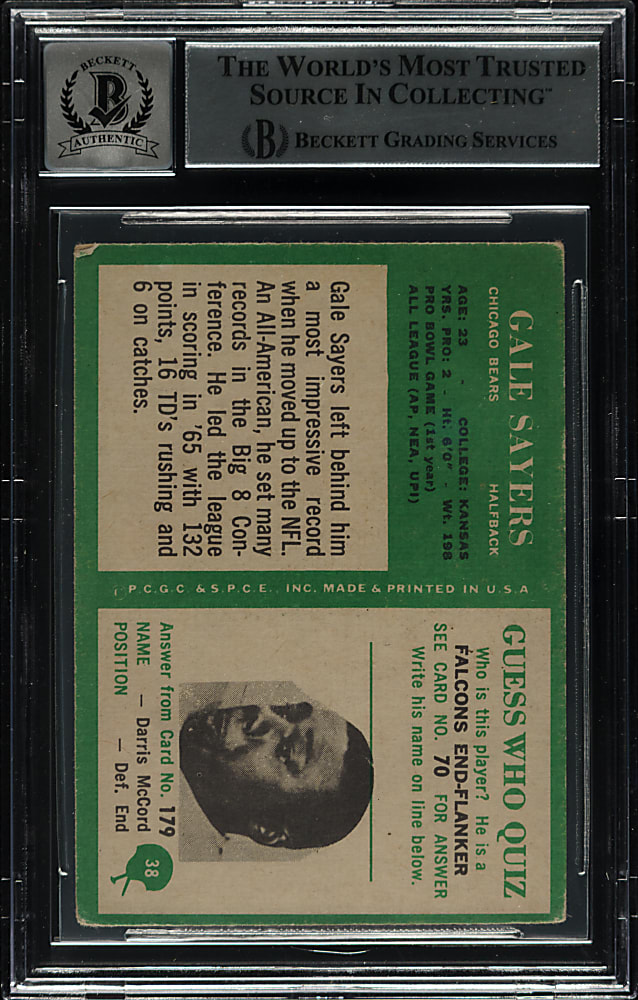 BECKETT
B
AUTHENTIC
THE WORLD'S MOST TRUSTED
SOURCE IN COLLECTING™
B BECKETT GRADING SERVICES
GALE SAYERS
CHICAGO BEARS HALFBACK
AGE: 23 - COLLEGE: KANSAS
YRS. PRO: 2 - Ht. 6'0" - Wt. 198
PRO BOWL GAME (1st year)
ALL LEAGUE (AP, NEA, UPI)
Gale Sayers left behind him
a most impressive record
when he moved up to the NFL.
An All-American, he set many
records in the Big 8 Con-
ference. He led the league
in scoring in '65 with 132
points, 16 TD's rushing and
6 on catches.
P.C.G.C & S.P.C.E., INC. MADE & PRINTED IN U.S.A
GUESS WHO QUIZ
Who is this player? He is a
FALCONS END-FLANKER
SEE CARD NO. 70 FOR ANSWER
Write his name on line below.
Answer from Card No. 179
NAME — Darris McCord
POSITION — Def. End
38